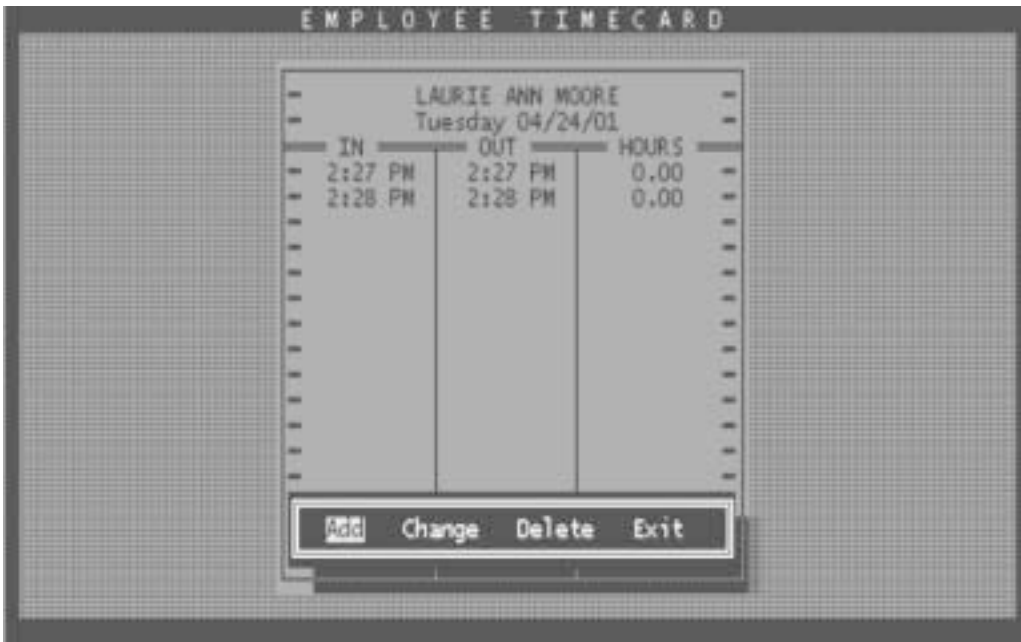 EMPLOYEE TIMECARD
LAURIE ANN MOORE
Tuesday 04/24/01
IN OUT HOURS
2:27 PM 2:27 PM 0.00
2:28 PM 2:28 PM 0.00
Add Change Delete Exit